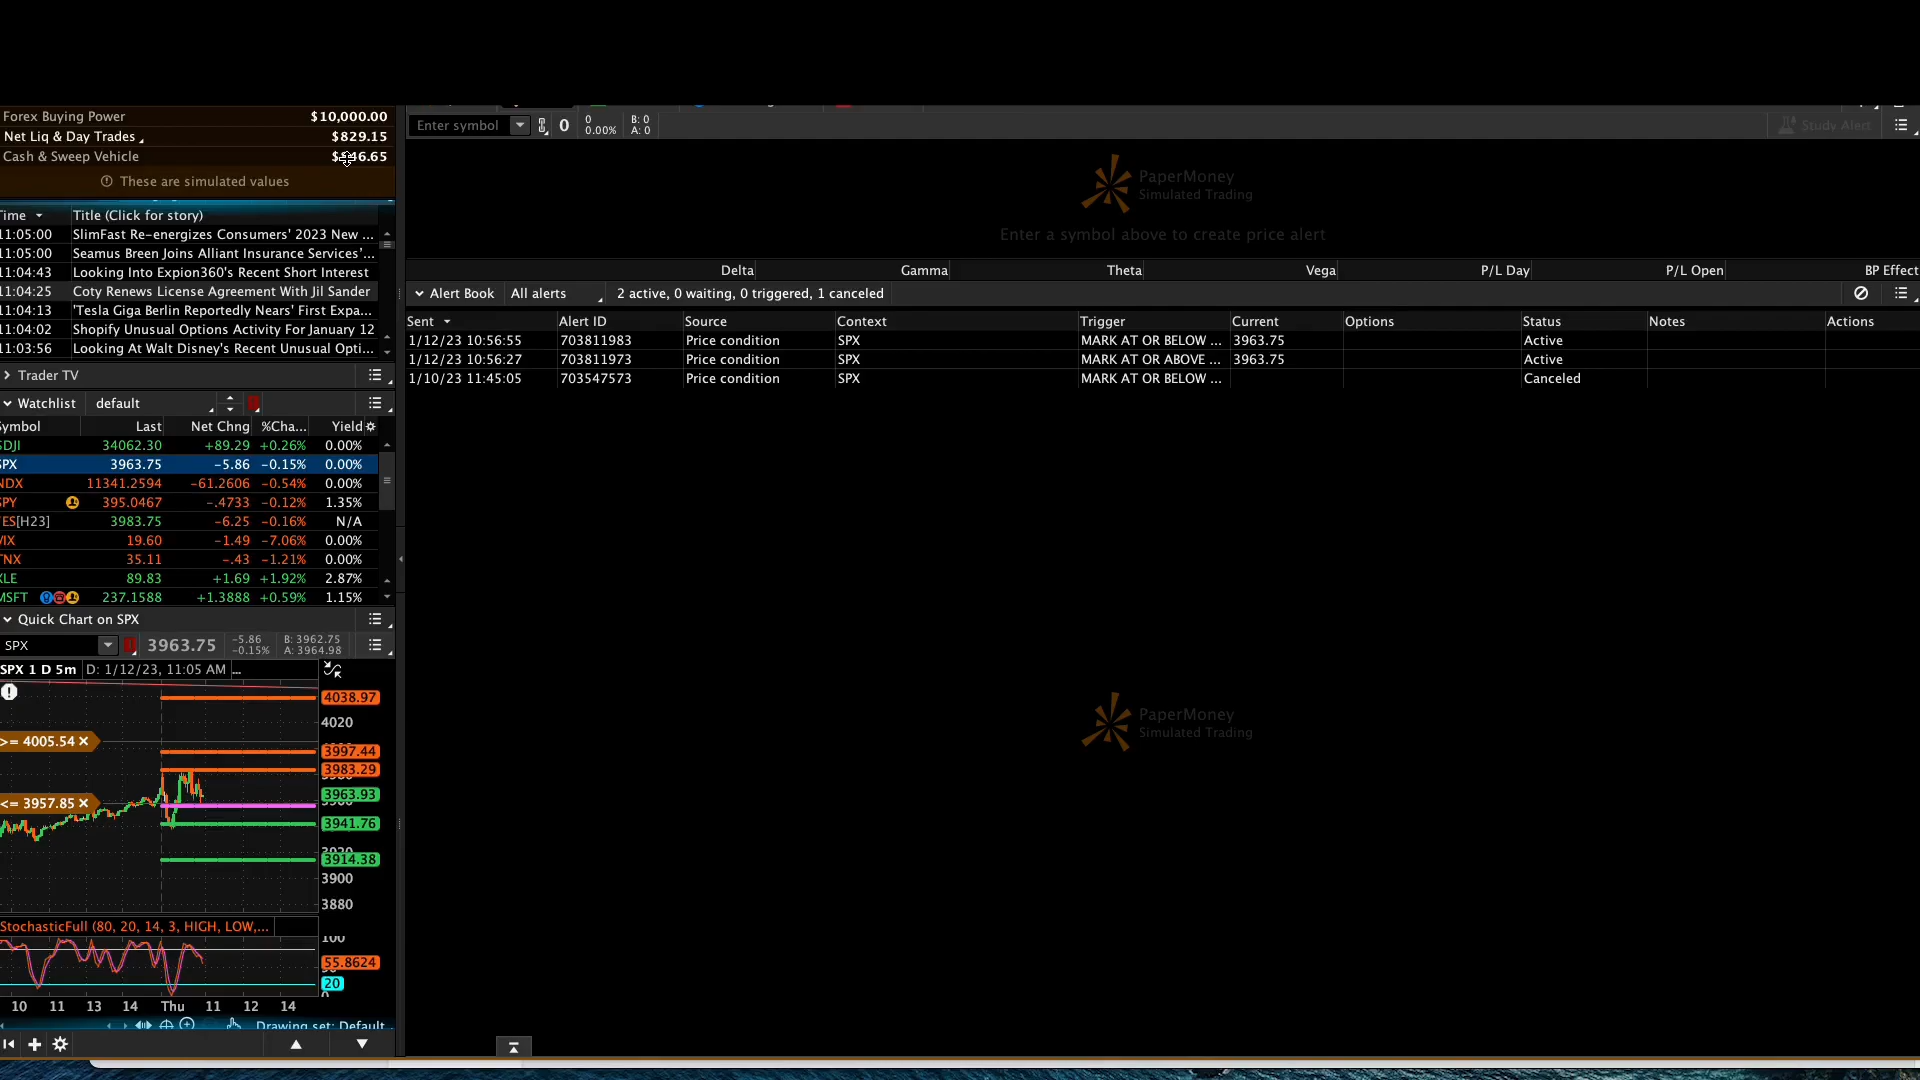 Forex Buying Power $10,000.00
Net Liq & Day Trades $829.15
Cash & Sweep Vehicle 46.65
These are simulated values
Time Title (Click for story)
11:05:00 SlimFast Re-energizes Consumers' 2023 New ...
11:05:00 Seamus Breen Joins Alliant Insurance Services'...
11:04:43 Looking Into Expion360's Recent Short Interest
11:04:25 Coty Renews License Agreement With Jil Sander
11:04:13 'Tesla Giga Berlin Reportedly Nears' First Expa...
11:04:02 Shopify Unusual Options Activity For January 12
11:03:56 Looking At Walt Disney's Recent Unusual Opti...
Trader TV
Watchlist default
Symbol Last Net Chng %Cha... Yield
$DJI 34062.30 +89.29 +0.26% 0.00%
SPX 3963.75 -5.86 -0.15% 0.00%
NDX 11341.2594 -61.2606 -0.54% 0.00%
SPY 395.0467 -.4733 -0.12% 1.35%
/ES[H23] 3983.75 -6.25 -0.16% N/A
VIX 19.60 -1.49 -7.06% 0.00%
TNX 35.11 -.43 -1.21% 0.00%
XLE 89.83 +1.69 +1.92% 2.87%
MSFT 237.1588 +1.3888 +0.59% 1.15%
Quick Chart on SPX
SPX 3963.75 -5.86 B: 3962.75
-0.15% A: 3964.98
SPX 1 D 5m D: 1/12/23, 11:05 AM ...
4038.97
4020
>= 4005.54
3997.44
3983.29
3963.93
<= 3957.85
3941.76
3914.38
3900
3880
StochasticFull (80, 20, 14, 3, HIGH, LOW,...
100
55.8624
20
0
10 11 13 14 Thu 11 12 14
Drawing set: Default
Enter symbol 0 0 B: 0
0.00% A: 0
Study Alert
PaperMoney
Simulated Trading
Enter a symbol above to create price alert
Delta Gamma Theta Vega P/L Day P/L Open BP Effect
Alert Book All alerts 2 active, 0 waiting, 0 triggered, 1 canceled
Sent Alert ID Source Context Trigger Current Options Status Notes Actions
1/12/23 10:56:55 703811983 Price condition SPX MARK AT OR BELOW ... 3963.75 Active
1/12/23 10:56:27 703811973 Price condition SPX MARK AT OR ABOVE ... 3963.75 Active
1/10/23 11:45:05 703547573 Price condition SPX MARK AT OR BELOW ... Canceled
PaperMoney
Simulated Trading